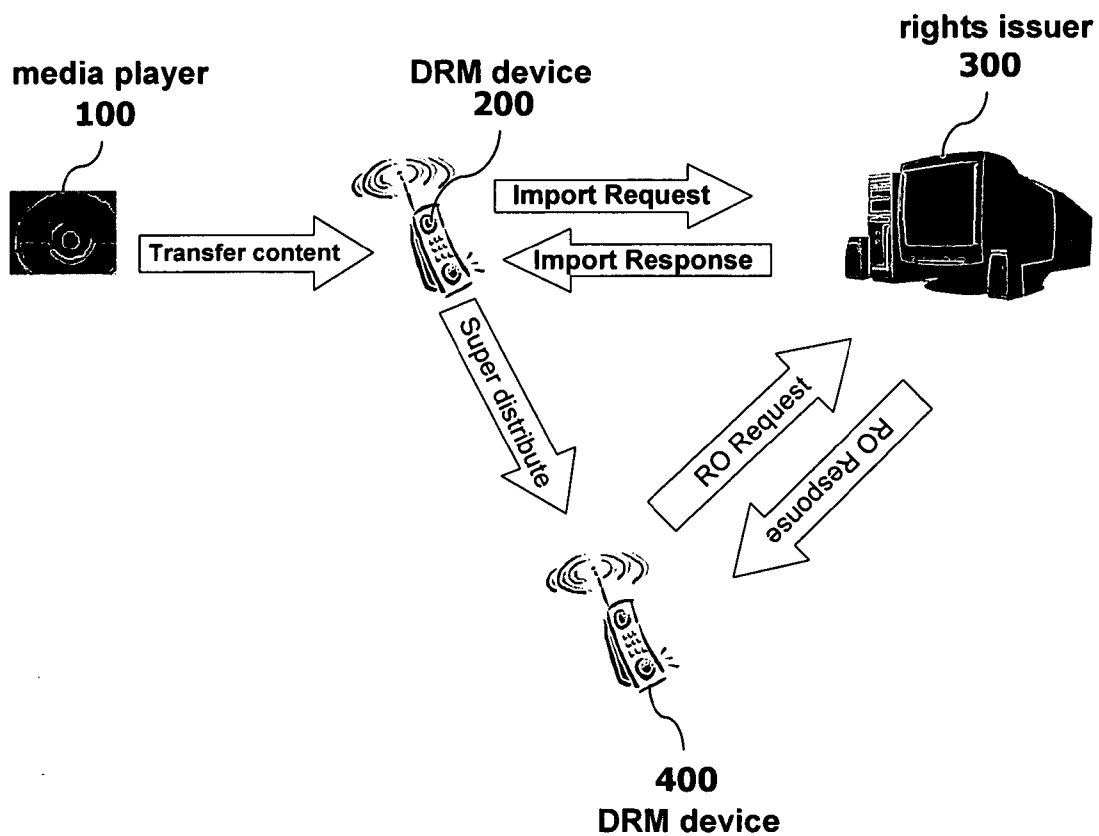 rights issuer
300
media player
100
DRM device
200
Import Request
Transfer content
Import Response
Super distribute
RO Request
RO Response
400
DRM device